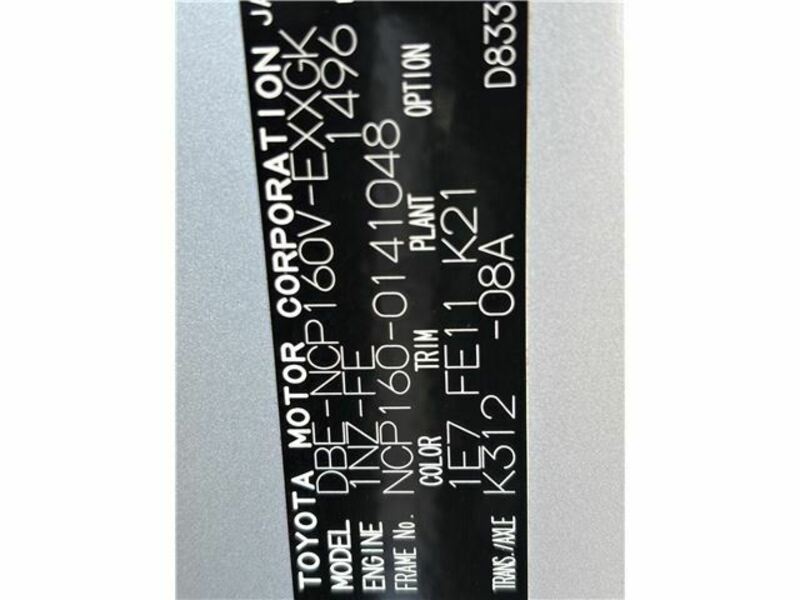 TOYOTA MOTOR CORPORATION JA
MODEL DBE-NCP160V-EXXGK
ENGINE 1NZ-FE 1496
FRAME No. NCP160-0141048
COLOR TRIM PLANT OPTION
1E7 FE11 K21
TRANS./AXLE K312 -08A D833